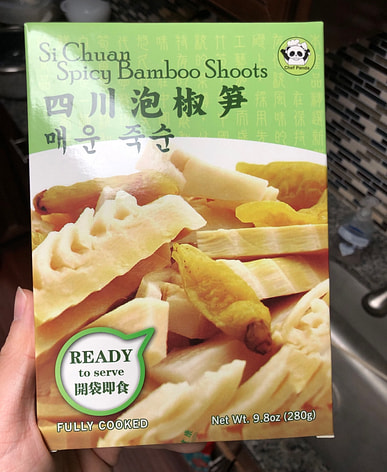 Si Chuan
Spicy Bamboo Shoots
Chef Panda
四川泡椒笋
매운 죽순
READY
to serve
開袋即食
FULLY COOKED
Net Wt. 9.8oz (280g)